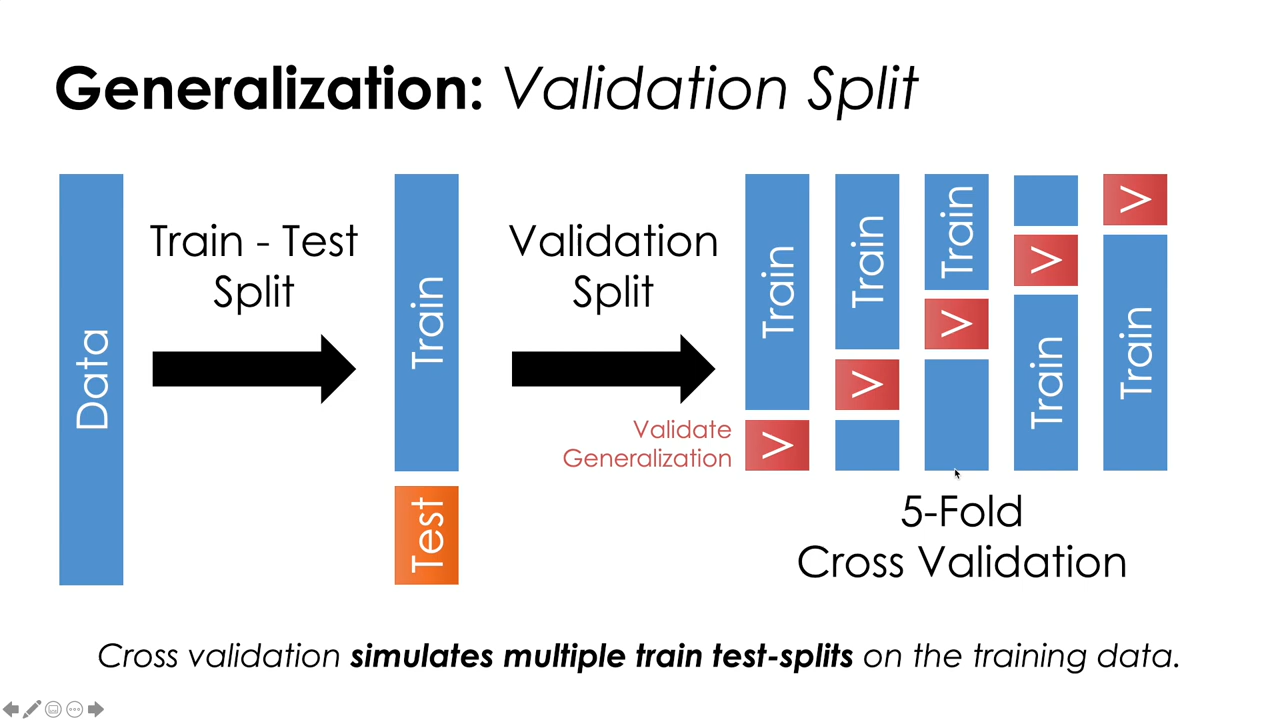 Generalization: Validation Split
Data
Train - Test
Split
Train
Test
Validation
Split
Validate
Generalization
Train
V
Train
V
Train
V
V
Train
V
Train
5-Fold
Cross Validation
Cross validation simulates multiple train test-splits on the training data.